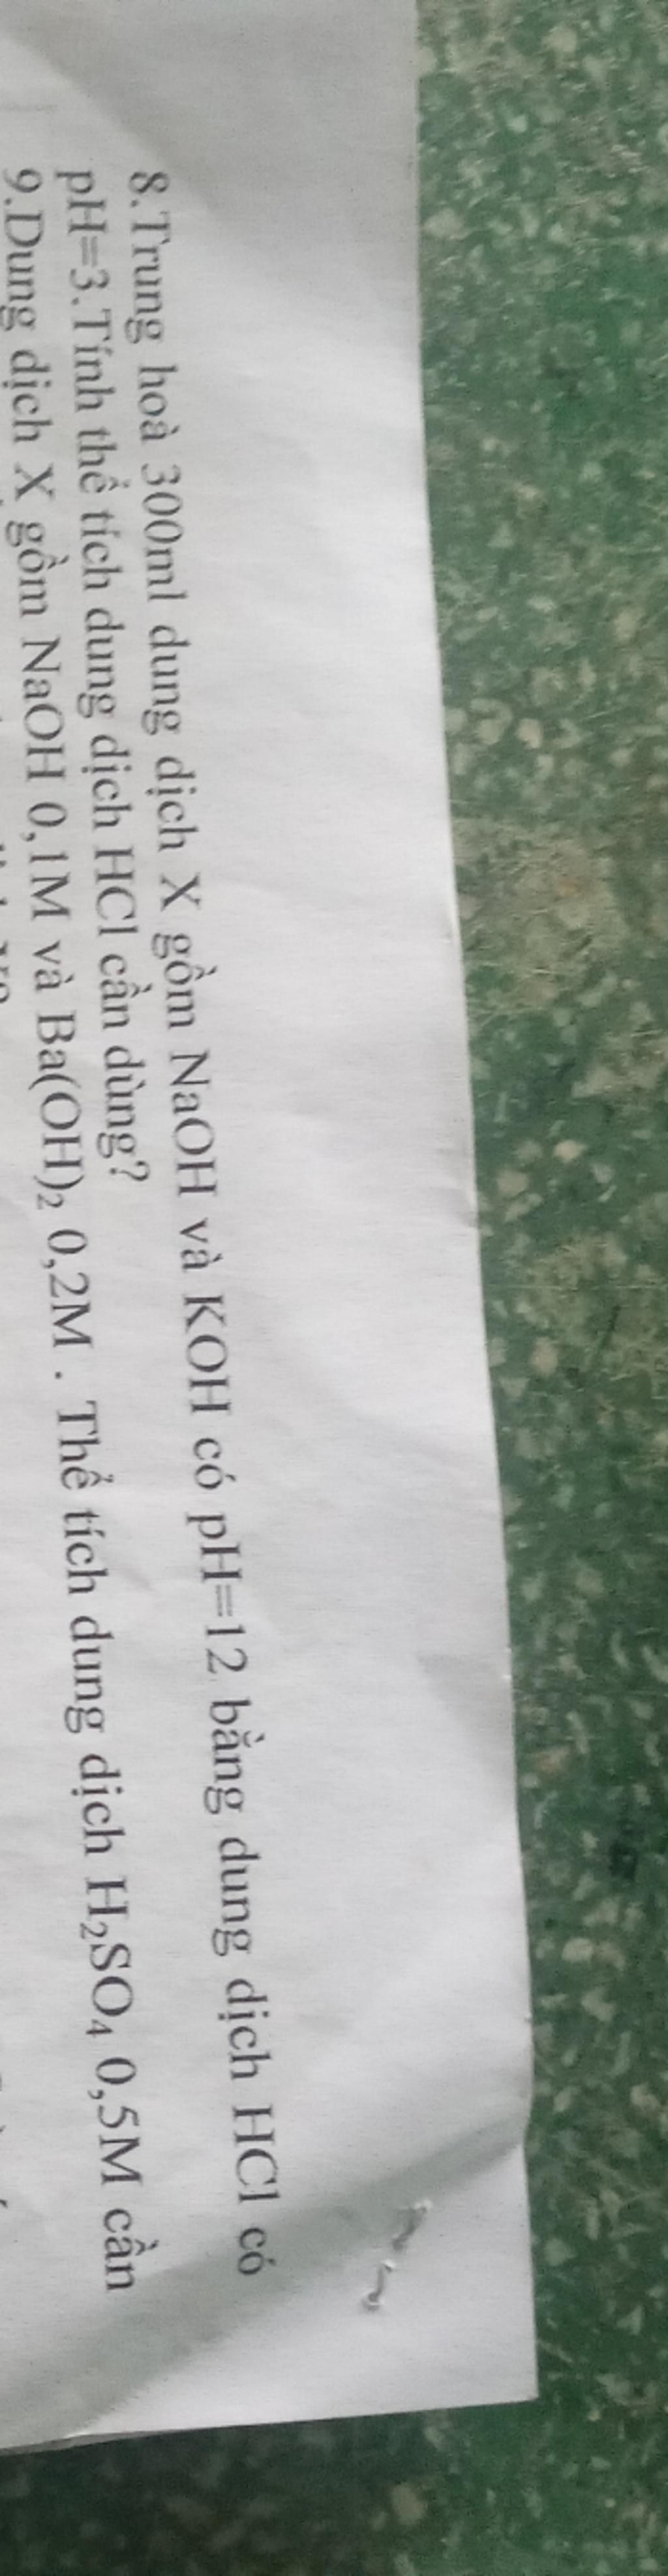 8.Trung hoà 300ml dung dịch X gồm NaOH và KOH có pH=12 bằng dung dịch HCl có
pH=3.Tính thể tích dung dịch HCl cần dùng?
9.Dung dịch X gồm NaOH 0,1M và Ba(OH)₂ 0,2M . Thể tích dung dịch H₂SO₄ 0,5M cần